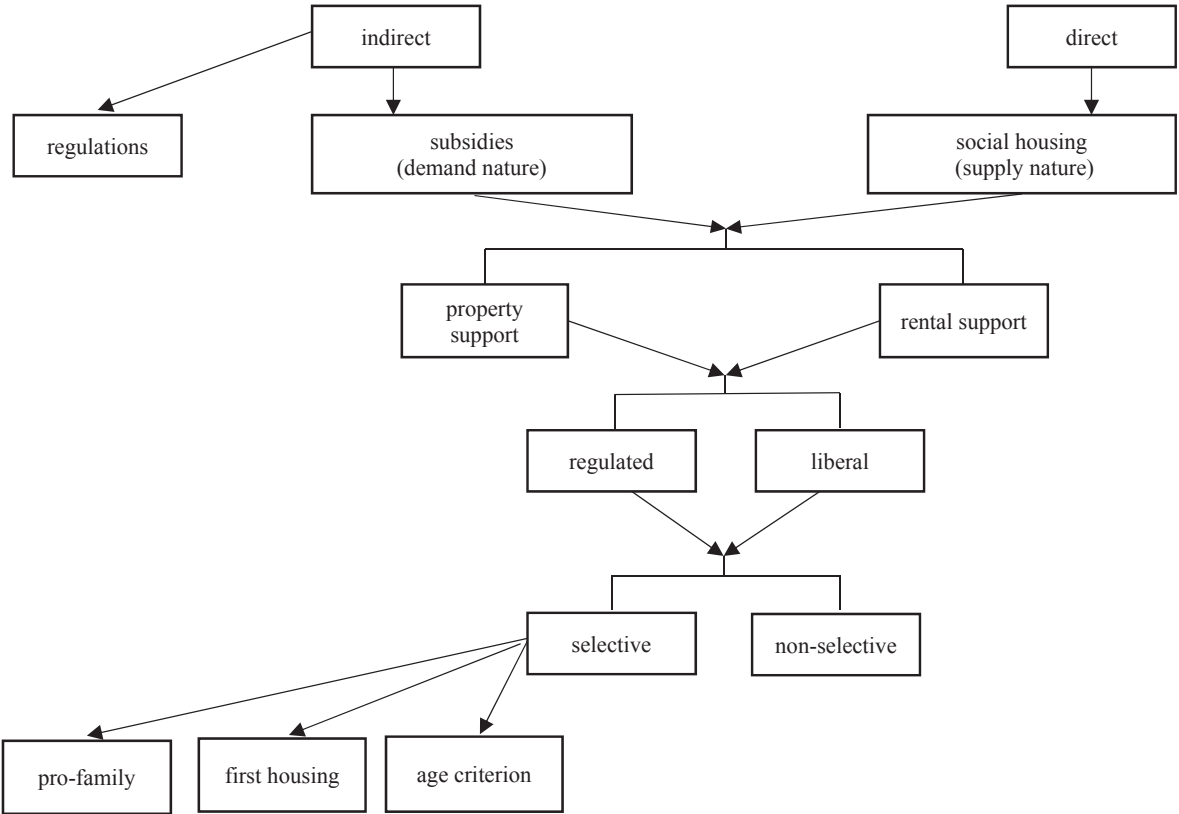 indirect
direct
regulations
subsidies
(demand nature)
social housing
(supply nature)
property
support
rental support
regulated
liberal
selective
non-selective
pro-family
first housing
age criterion